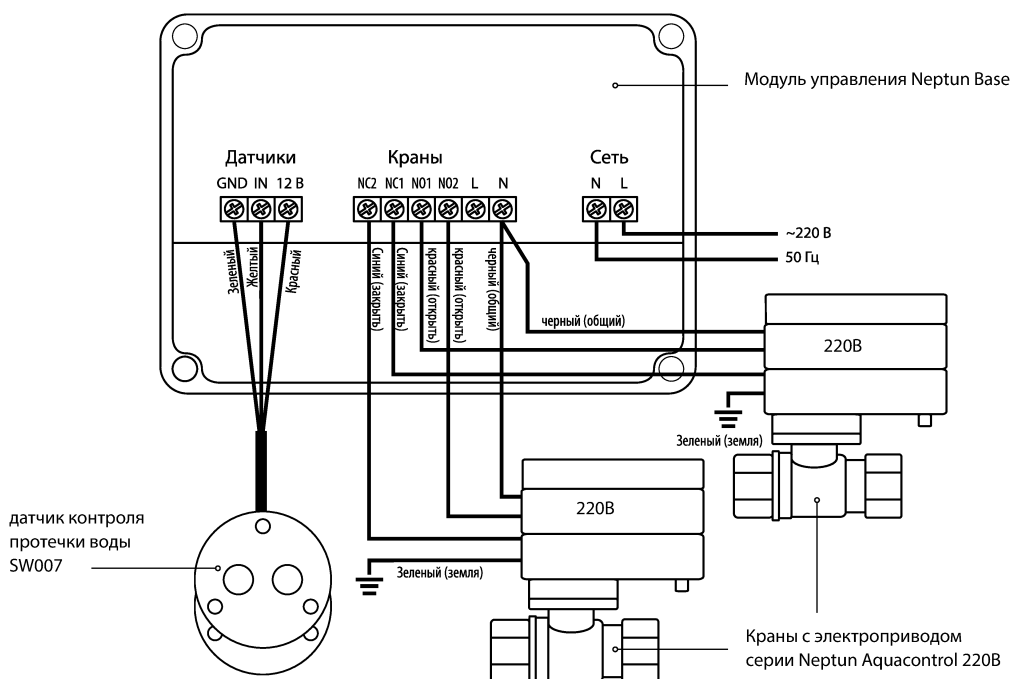 Модуль управления Neptun Base
Датчики
Краны
Сеть
GND IN 12 В
NC2 NC1 NO1 NO2 L N
N L
~220 В
50 Гц
Зеленый
Желтый
Красный
Синий (закрыть)
Синий (закрыть)
красный (открыть)
красный (открыть)
черный (общий)
черный (общий)
220В
Зеленый (земля)
220В
Зеленый (земля)
датчик контроля
протечки воды
SW007
Краны с электроприводом
серии Neptun Aquacontrol 220В